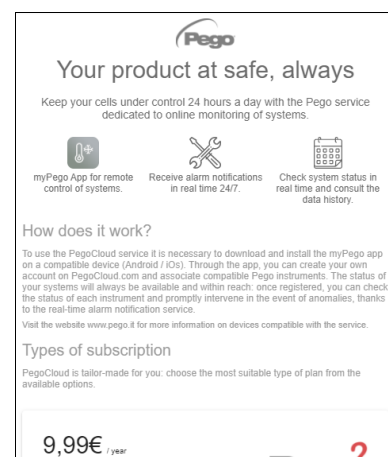 Pego
Your product at safe, always
Keep your cells under control 24 hours a day with the Pego service
dedicated to online monitoring of
systems.
myPego App for remote
control of systems.
Receive alarm notifications
in real time 24/7.
Check system status in
real time and consult the
data history.
How does it work?
To use the PegoCloud service it is necessary to download and install the myPego app
on a compatible device (Android / iOs). Through the app, you can create your own
account on PegoCloud.com and associate compatible Pego instruments. The status of
your systems will always be available and within reach: once registered, you can check
the status of each instrument and promptly intervene in the event of anomalies, thanks
to the real-time alarm notification service.
Visit the website www.pego.it for more information on devices compatible with the service.
Types of subscription
PegoCloud is tailor-made for you: choose the most suitable type of plan from the
available options.
9,99€ / year
2